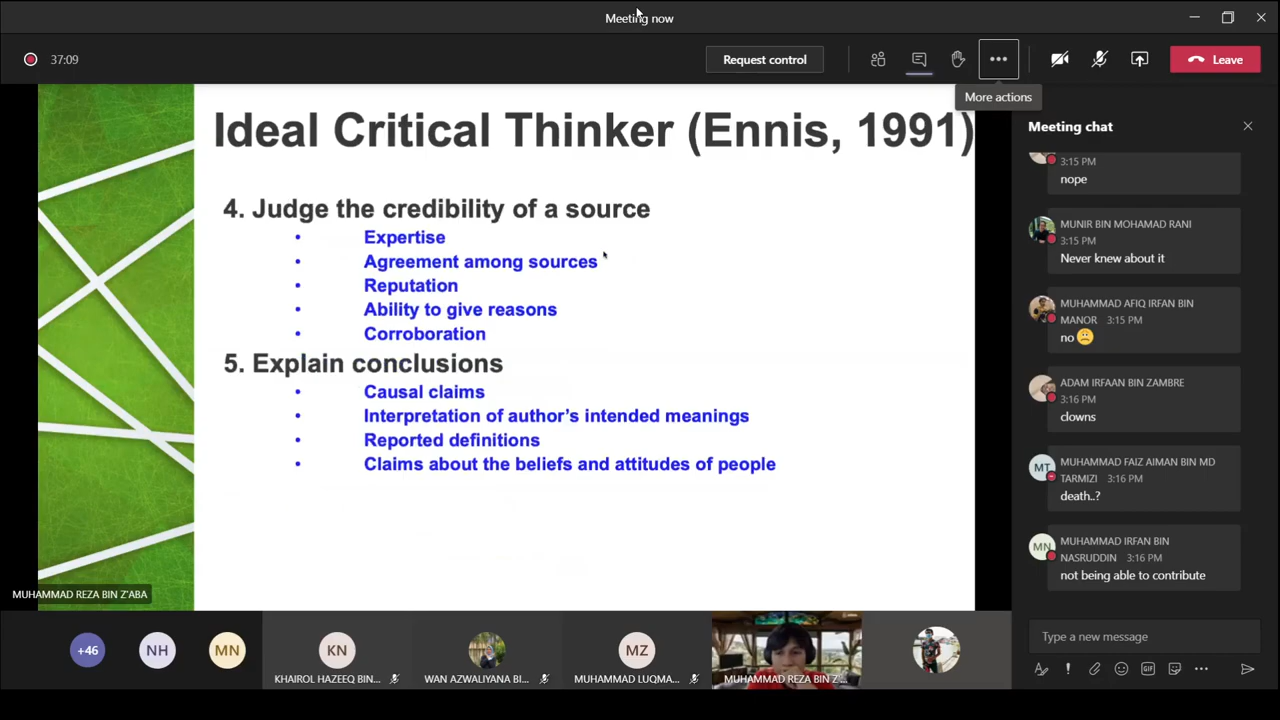 Meeting now
37:09
Request control
Leave
More actions
Ideal Critical Thinker (Ennis, 1991)
4. Judge the credibility of a source
• Expertise
• Agreement among sources
• Reputation
• Ability to give reasons
• Corroboration
5. Explain conclusions
• Causal claims
• Interpretation of author's intended meanings
• Reported definitions
• Claims about the beliefs and attitudes of people
MUHAMMAD REZA BIN Z'ABA
Meeting chat
3:15 PM
nope
MUNIR BIN MOHAMAD RANI
3:15 PM
Never knew about it
MUHAMMAD AFIQ IRFAN BIN
MANOR 3:15 PM
no 🙁
ADAM IRFAAN BIN ZAMBRE
3:16 PM
clowns
MT
MUHAMMAD FAIZ AIMAN BIN MD
TARMIZI 3:16 PM
death..?
MN
MUHAMMAD IRFAN BIN
NASRUDDIN 3:16 PM
not being able to contribute
Type a new message
GIF
+46
NH
MN
KN
KHAIROL HAZEEQ BIN...
WAN AZWALIYANA BI...
MZ
MUHAMMAD LUQMA...
MUHAMMAD REZA BIN Z'...